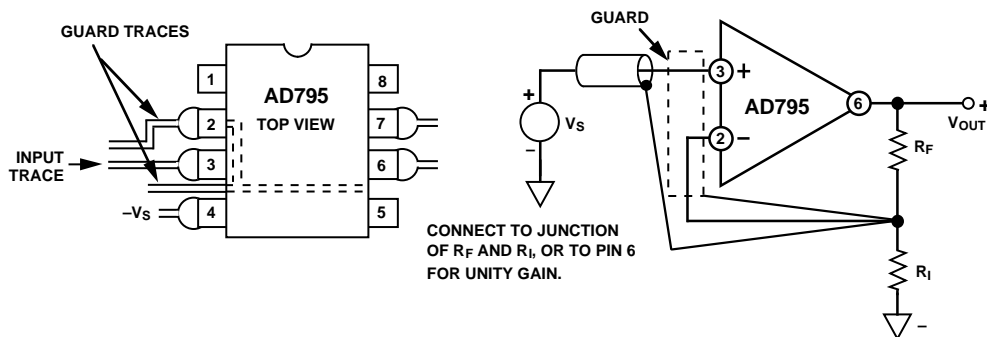 GUARD TRACES
1
8
AD795
TOP VIEW
2
7
INPUT
TRACE
3
6
–VS
4
5
GUARD
+
VS
–
3
+
AD795
2
–
6
+
VOUT
RF
RI
–
CONNECT TO JUNCTION
OF RF AND RI, OR TO PIN 6
FOR UNITY GAIN.